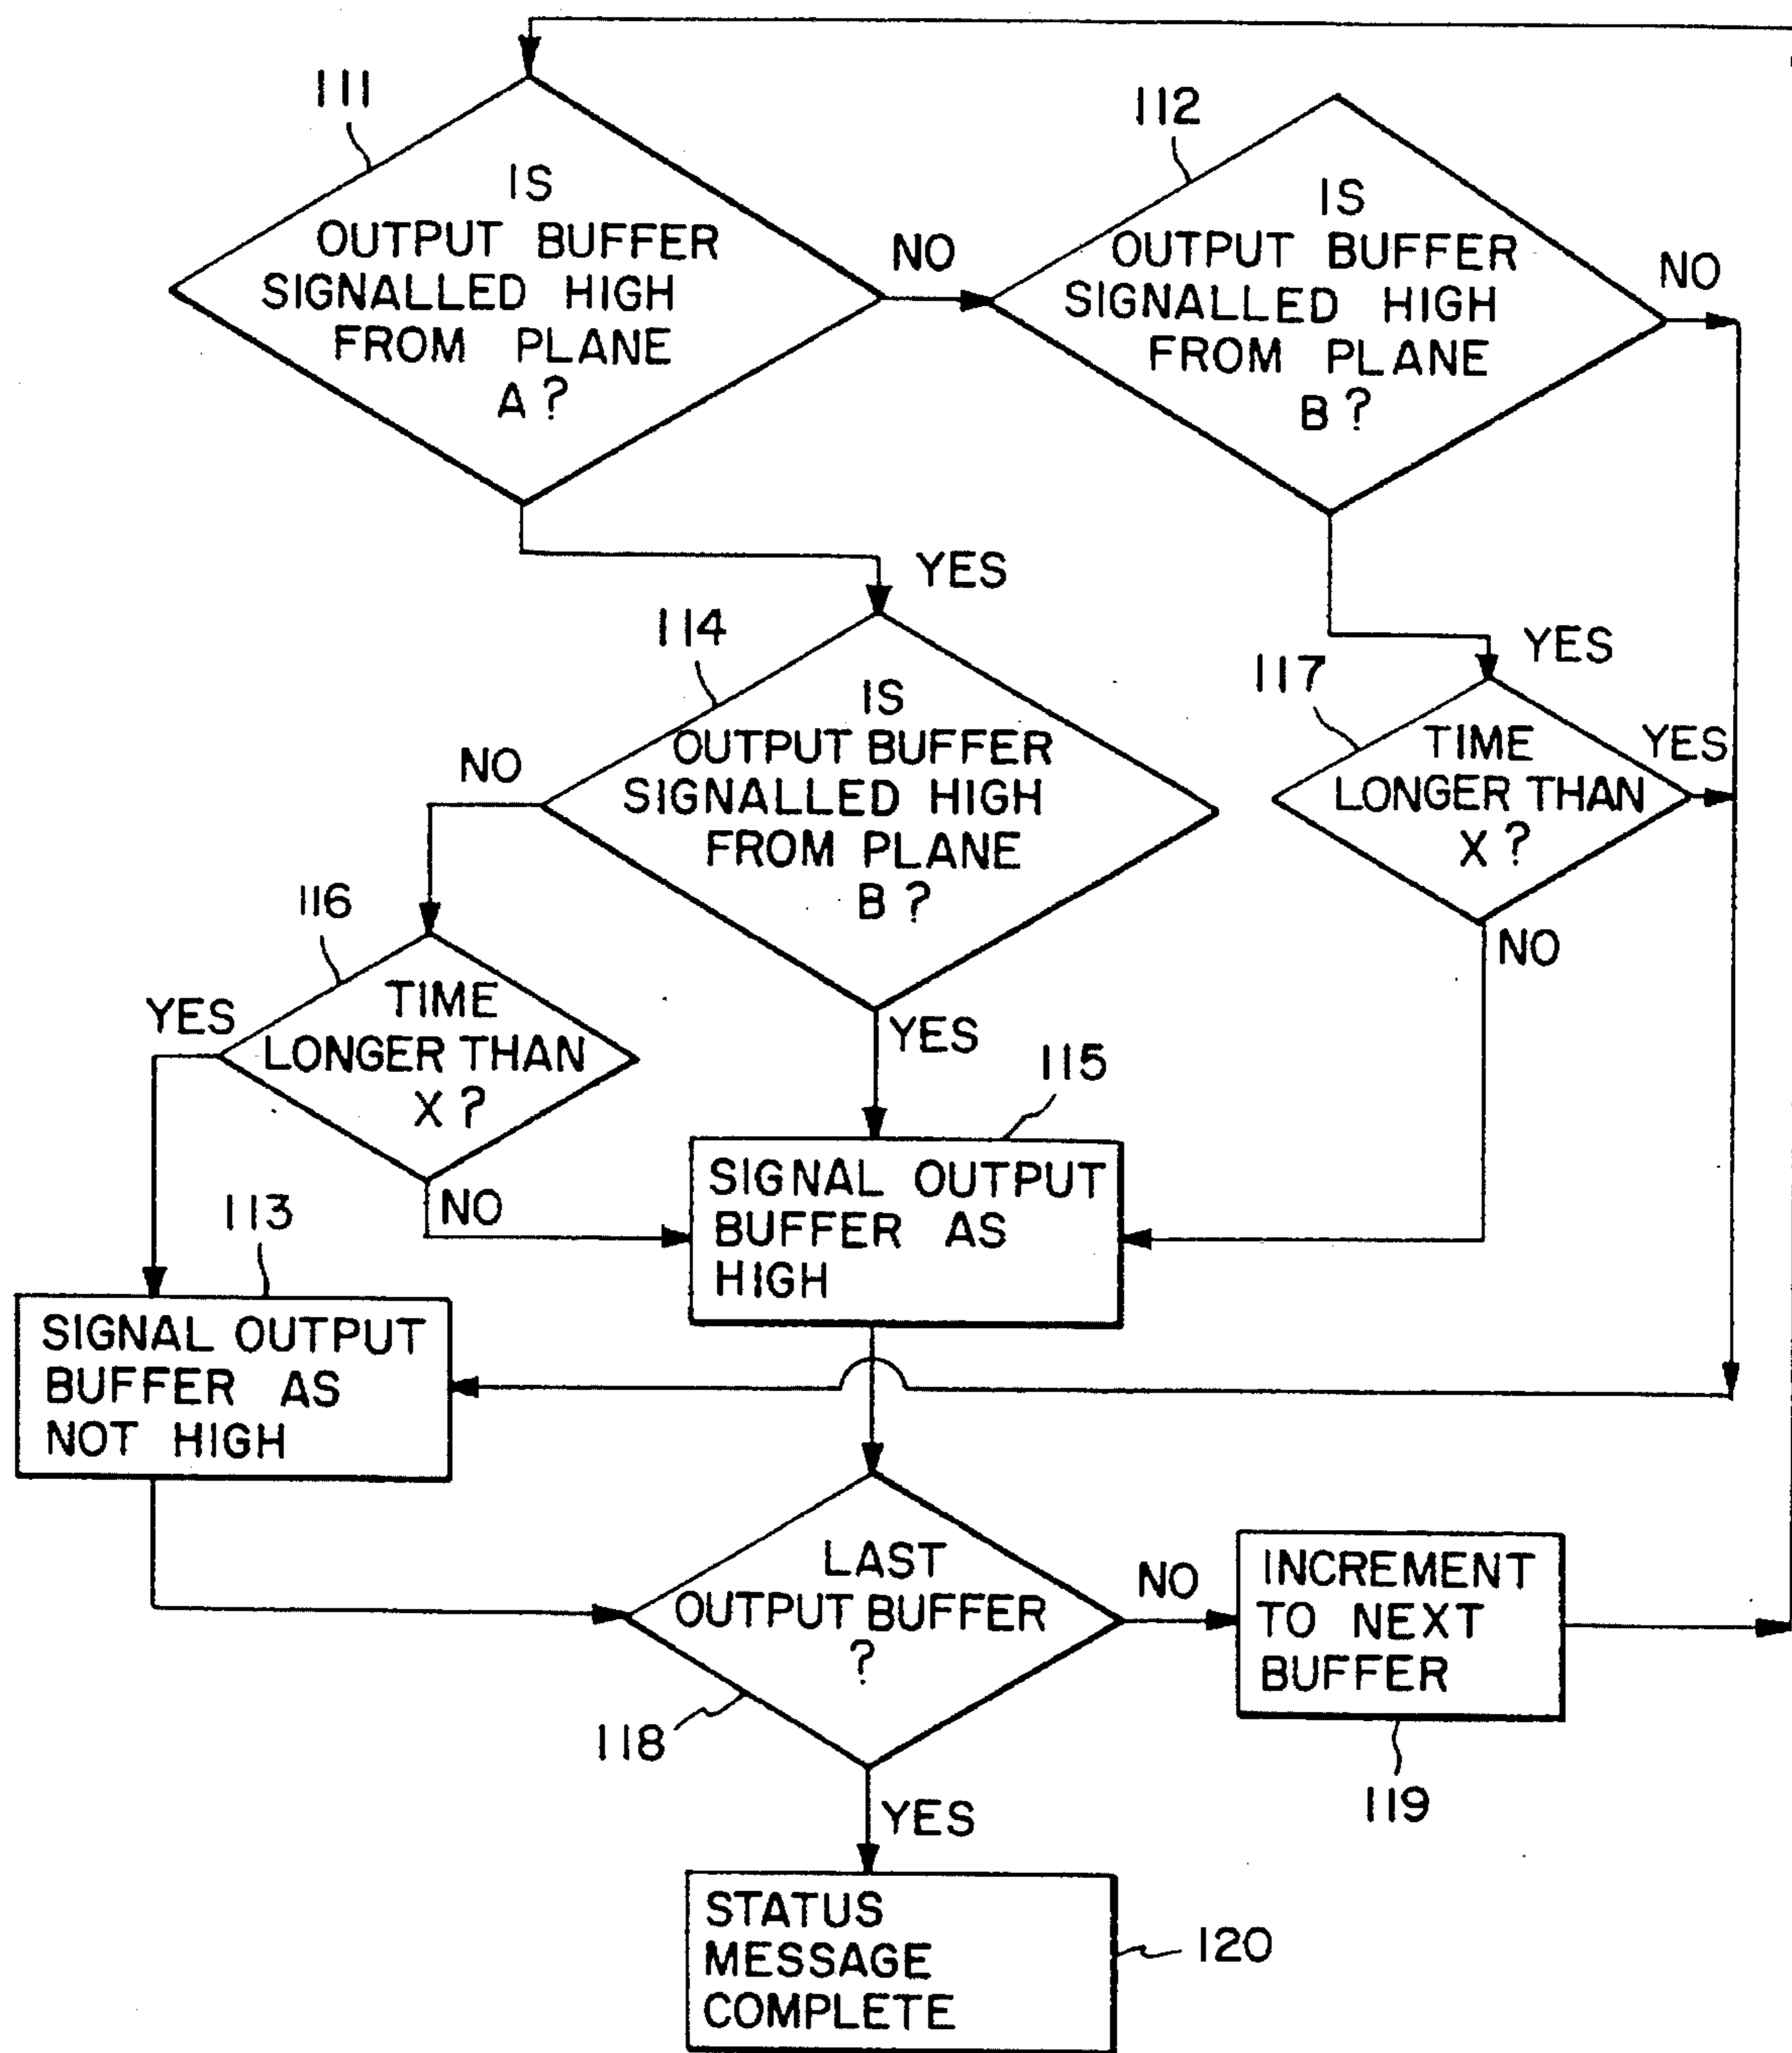 111
IS
OUTPUT BUFFER
SIGNALLED HIGH
FROM PLANE
A?
NO
112
IS
OUTPUT BUFFER
SIGNALLED HIGH
FROM PLANE
B?
NO
YES
114
IS
OUTPUT BUFFER
SIGNALLED HIGH
FROM PLANE
B?
NO
YES
YES
117
TIME
LONGER THAN
X?
YES
NO
116
TIME
LONGER THAN
X?
YES
NO
115
SIGNAL OUTPUT
BUFFER AS
HIGH
113
SIGNAL OUTPUT
BUFFER AS
NOT HIGH
LAST
OUTPUT BUFFER
?
118
NO
INCREMENT
TO NEXT
BUFFER
119
YES
STATUS
MESSAGE
COMPLETE
120